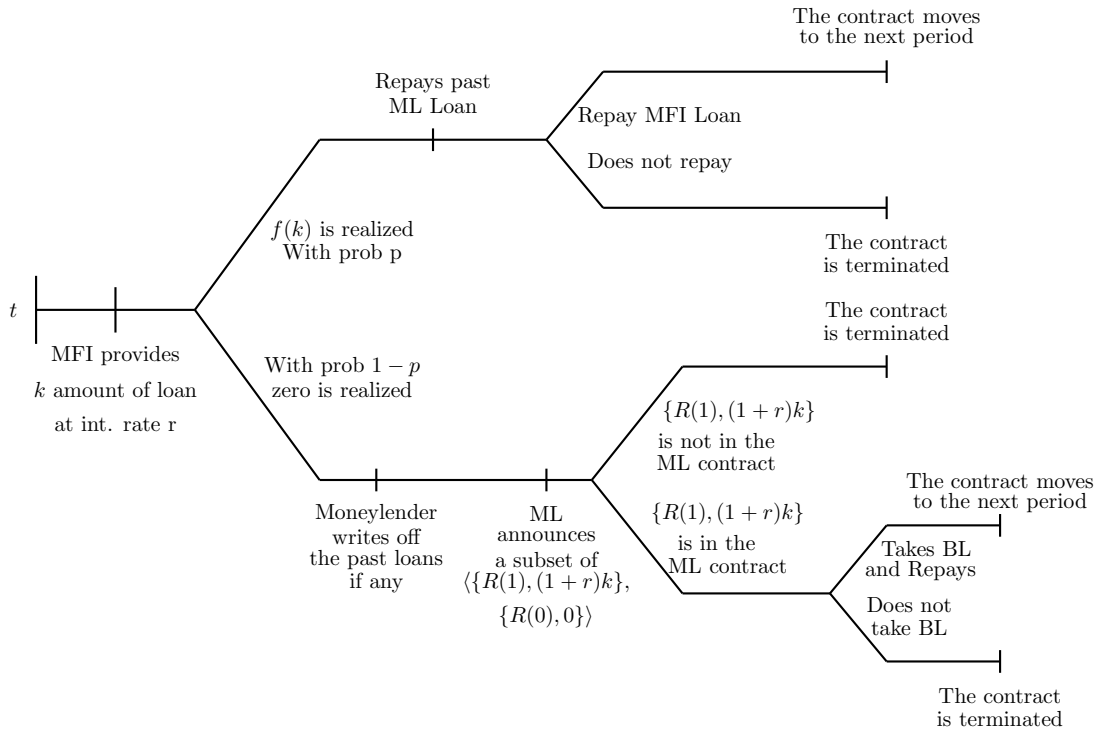 The contract moves
to the next period
Repays past
ML Loan
Repay MFI Loan
Does not repay
f(k) is realized
With prob p
The contract
is terminated
t
The contract
is terminated
MFI provides
k amount of loan
at int. rate r
With prob 1 − p
zero is realized
{R(1), (1 + r)k}
is not in the
ML contract
The contract moves
to the next period
Moneylender
writes off
the past loans
if any
ML
announces
a subset of
⟨{R(1), (1 + r)k},
{R(0), 0}⟩
{R(1), (1 + r)k}
is in the
ML contract
Takes BL
and Repays
Does not
take BL
The contract
is terminated